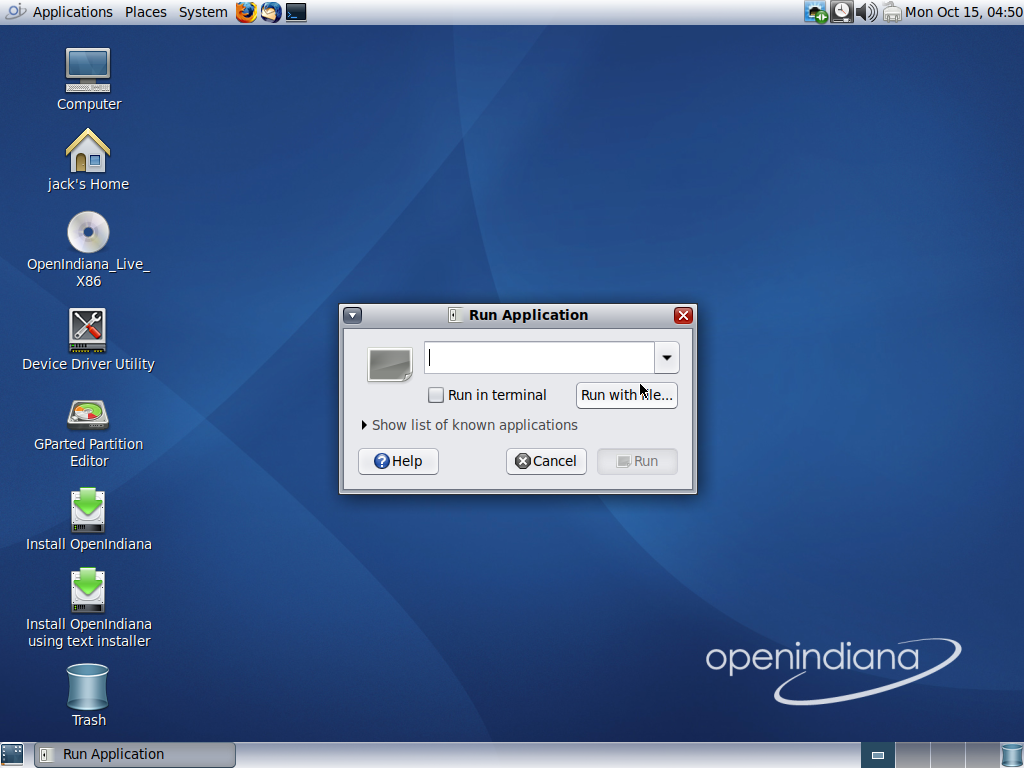 Applications Places System Mon Oct 15, 04:50
Computer
jack's Home
OpenIndiana_Live_
X86
Device Driver Utility
GParted Partition
Editor
Install OpenIndiana
Install OpenIndiana
using text installer
Trash
Run Application
Run in terminal Run with file...
Show list of known applications
Help Cancel Run
openindiana
Run Application